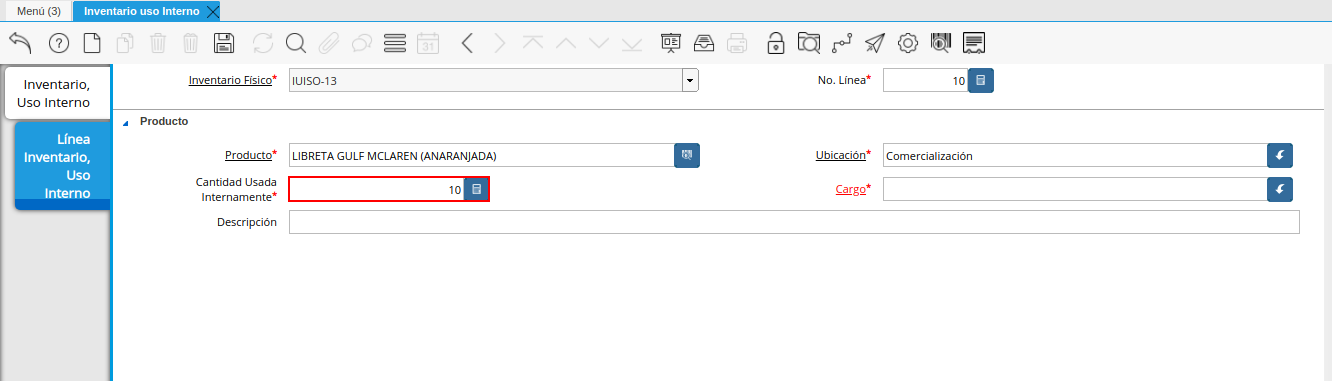 Menú (3)
Inventario uso Interno
31
Inventario,
Uso Interno
Línea
Inventario,
Uso
Interno
Inventario Físico*
IUISO-13
No. Línea*
10
Producto
Producto*
LIBRETA GULF MCLAREN (ANARANJADA)
Ubicación*
Comercialización
Cantidad Usada
Internamente*
10
Cargo*
Descripción